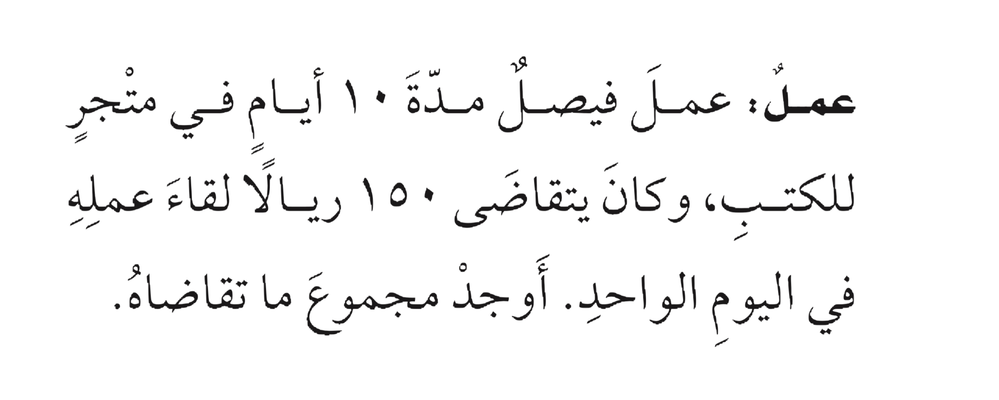 عملٌ: عملَ فيصلٌ مدّةَ ١٠ أيامٍ في متْجرٍ
للكتبِ، وكانَ يتقاضَى ١٥٠ ريالًا لقاءَ عملِهِ
في اليومِ الواحدِ. أَوجدْ مجموعَ ما تقاضاهُ.